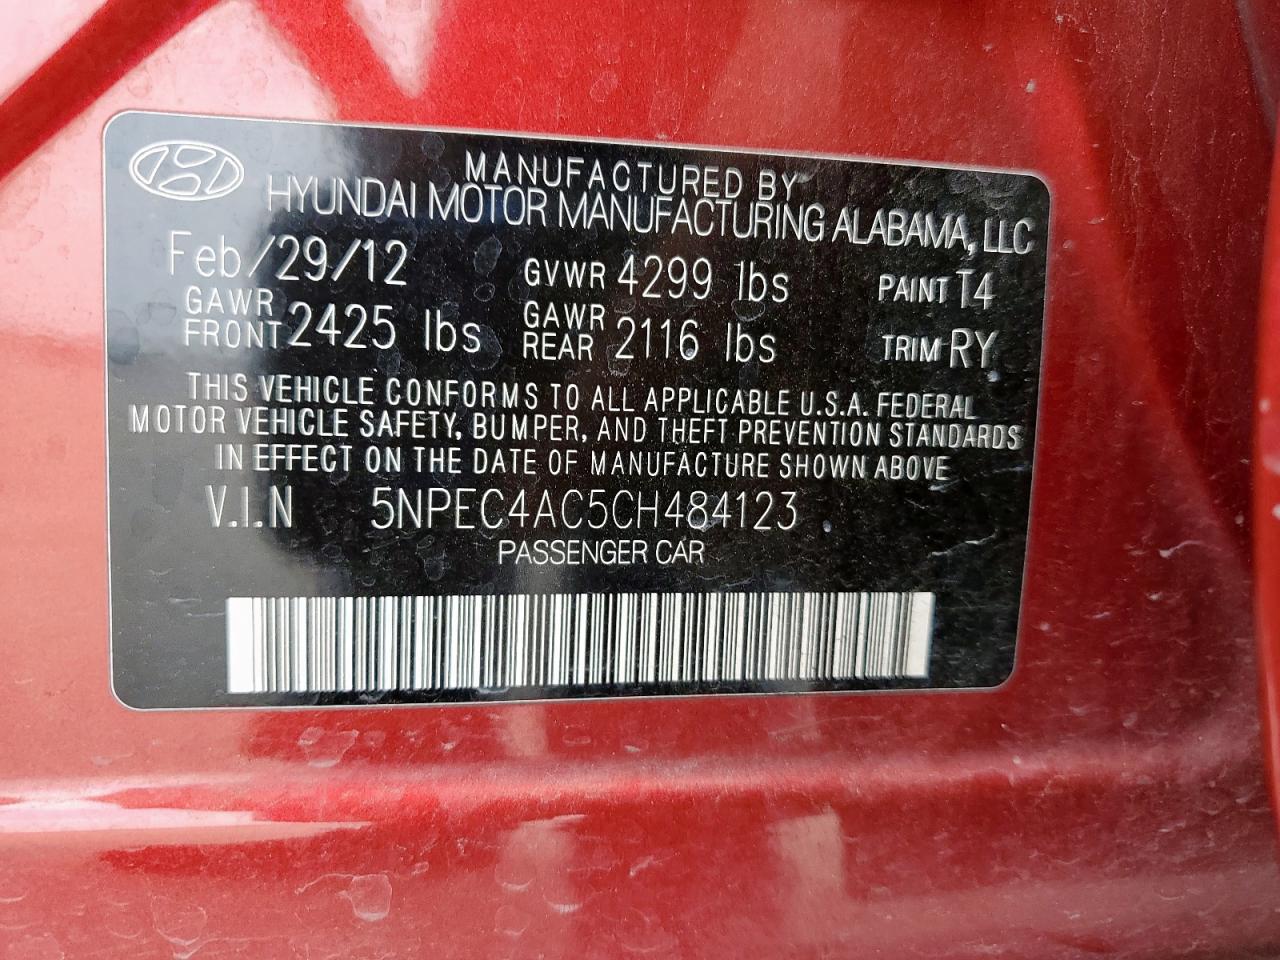 MANUFACTURED BY
HYUNDAI MOTOR MANUFACTURING ALABAMA, LLC
Feb/29/12 GVWR 4299 lbs PAINT T4
GAWR FRONT 2425 lbs GAWR REAR 2116 lbs TRIM RY
THIS VEHICLE CONFORMS TO ALL APPLICABLE U.S.A. FEDERAL
MOTOR VEHICLE SAFETY, BUMPER, AND THEFT PREVENTION STANDARDS
IN EFFECT ON THE DATE OF MANUFACTURE SHOWN ABOVE
V.I.N 5NPEC4AC5CH484123
PASSENGER CAR